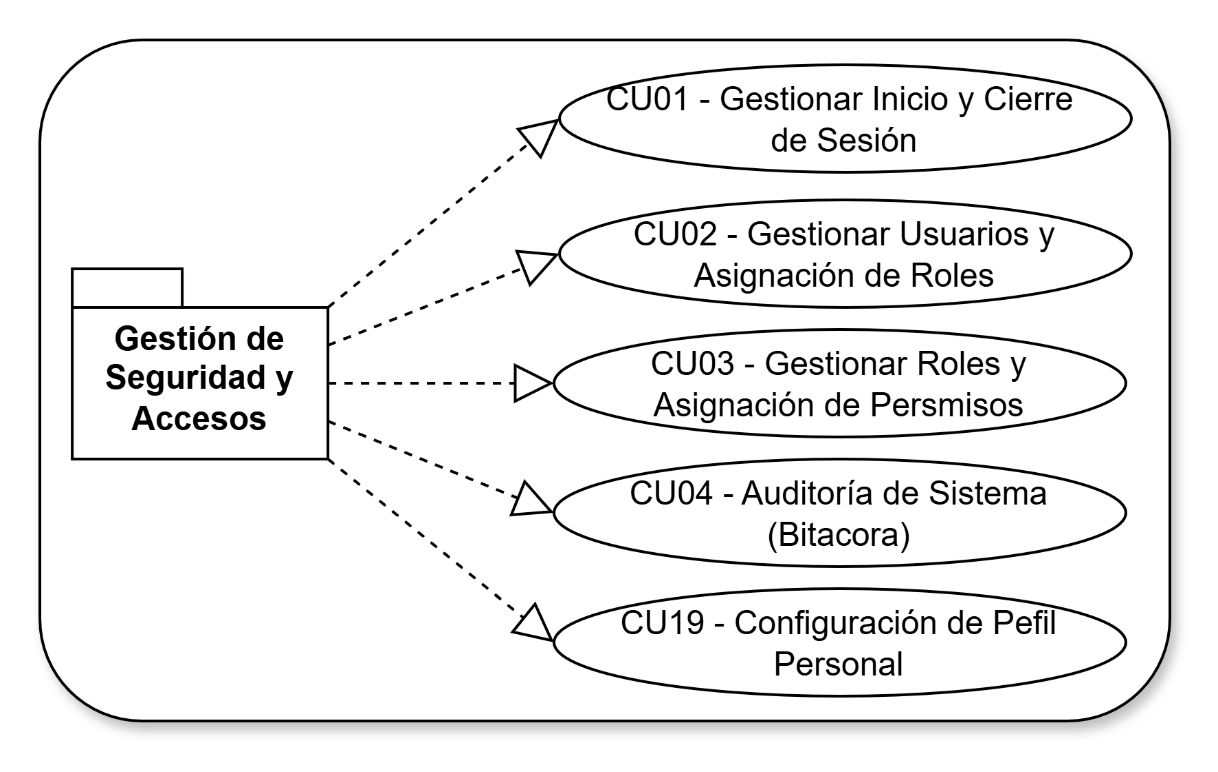 CU01 - Gestionar Inicio y Cierre
de Sesión
CU02 - Gestionar Usuarios y
Asignación de Roles
Gestión de
Seguridad y
Accesos
CU03 - Gestionar Roles y
Asignación de Persmisos
CU04 - Auditoría de Sistema
(Bitacora)
CU19 - Configuración de Pefil
Personal